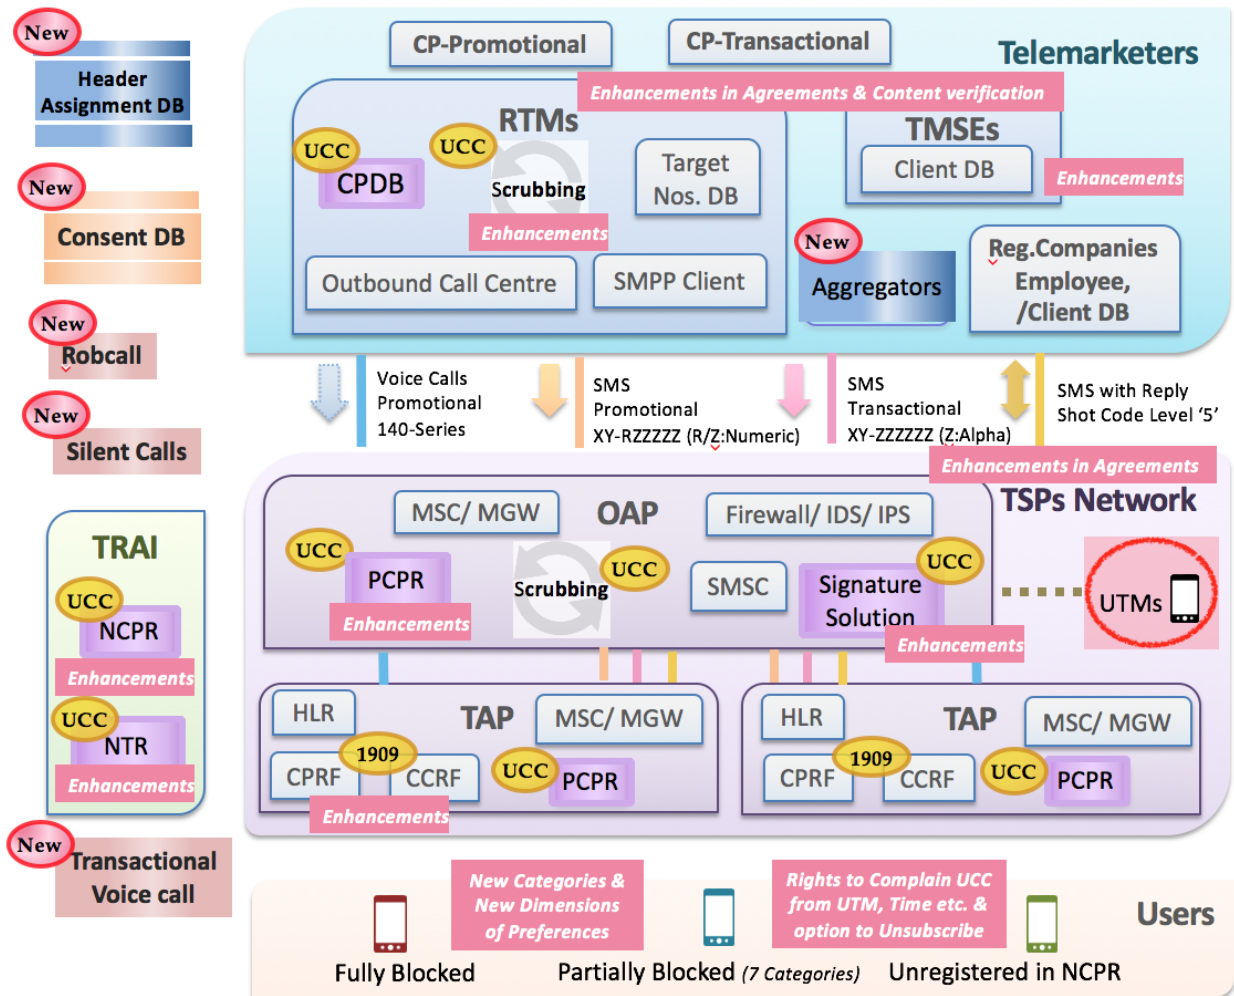 New
Header
Assignment DB
New
Consent DB
New
Robcall
New
Silent Calls
TRAI
UCC
NCPR
Enhancements
UCC
NTR
Enhancements
New
Transactional
Voice call
Telemarketers
CP-Promotional
CP-Transactional
Enhancements in Agreements & Content verification
RTMs
UCC
CPDB
UCC
Scrubbing
Enhancements
Target
Nos. DB
Outbound Call Centre
SMPP Client
TMSEs
Client DB
Enhancements
New
Aggregators
Reg.Companies
Employee,
/Client DB
Voice Calls
Promotional
140-Series
SMS
Promotional
XY-RZZZZZ (R/Z:Numeric)
SMS
Transactional
XY-ZZZZZZ (Z:Alpha)
SMS with Reply
Shot Code Level ‘5’
Enhancements in Agreements
TSPs Network
MSC/ MGW
OAP
Firewall/ IDS/ IPS
UCC
PCPR
Enhancements
Scrubbing
UCC
SMSC
UCC
Signature
Solution
Enhancements
UTMs
HLR
TAP
MSC/ MGW
1909
CPRF
CCRF
Enhancements
UCC
PCPR
HLR
TAP
MSC/ MGW
1909
CPRF
CCRF
UCC
PCPR
Users
New Categories &
New Dimensions
of Preferences
Rights to Complain UCC
from UTM, Time etc. &
option to Unsubscribe
Fully Blocked
Partially Blocked (7 Categories)
Unregistered in NCPR